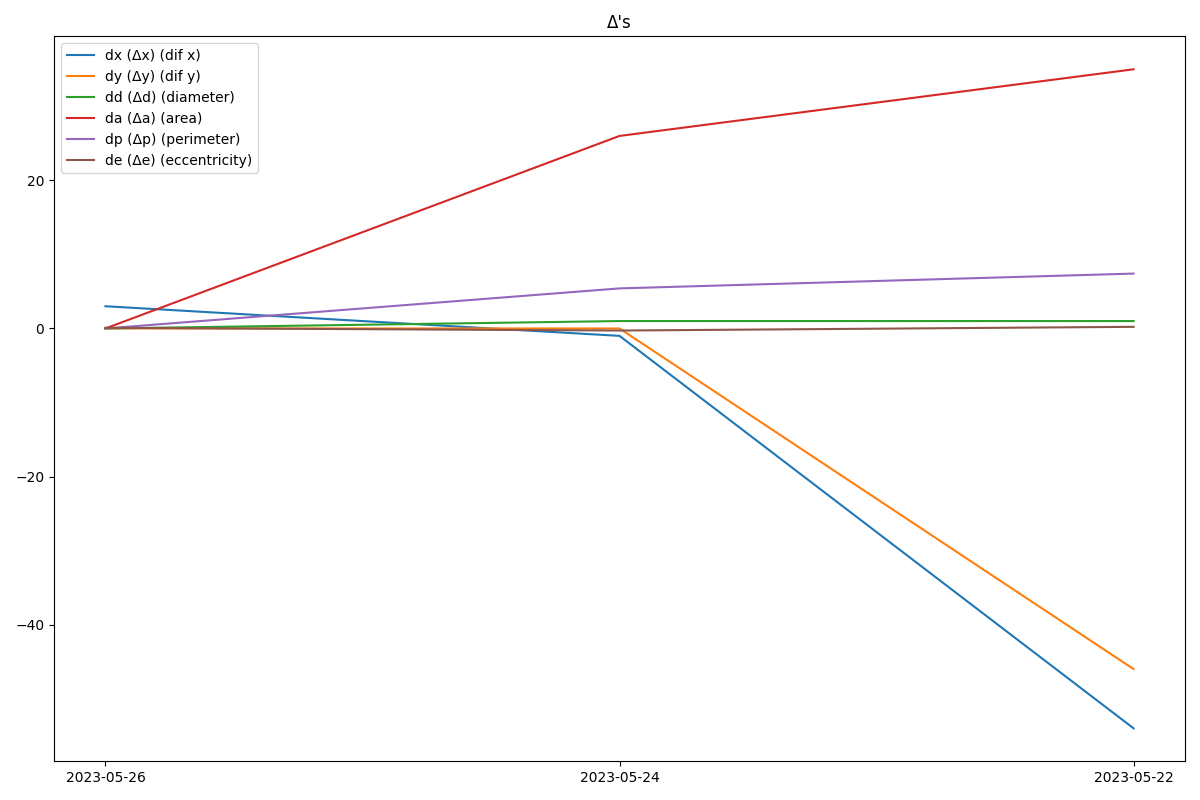 Δ's
dx (Δx) (dif x)
dy (Δy) (dif y)
dd (Δd) (diameter)
da (Δa) (area)
dp (Δp) (perimeter)
de (Δe) (eccentricity)
20
0
−20
−40
2023-05-26
2023-05-24
2023-05-22